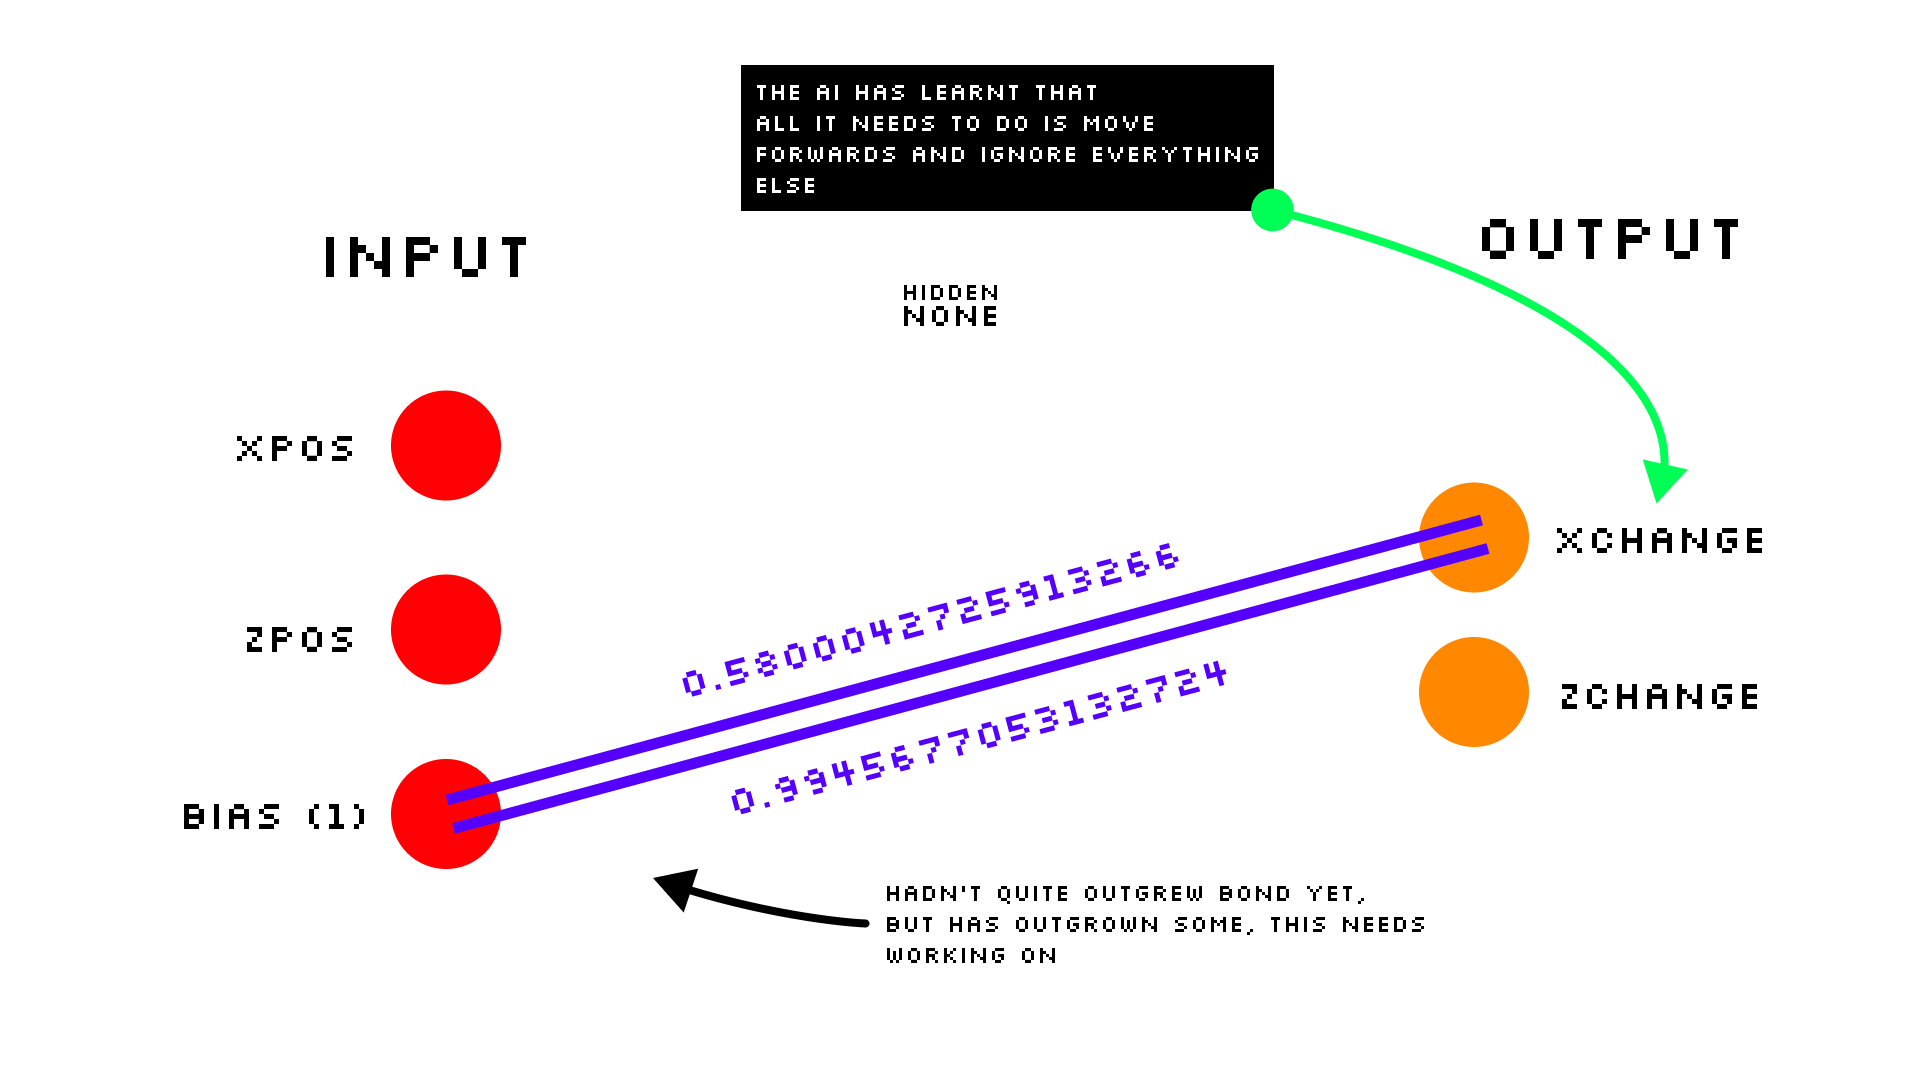 THE AI HAS LEARNT THAT
ALL IT NEEDS TO DO IS MOVE
FORWARDS AND IGNORE EVERYTHING
ELSE
INPUT
OUTPUT
HIDDEN
NONE
XPOS
ZPOS
BIAS (1)
XCHANGE
ZCHANGE
0.5800042725913266
0.9945677053132724
HADN'T QUITE OUTGREW BOND YET,
BUT HAS OUTGROWN SOME, THIS NEEDS
WORKING ON